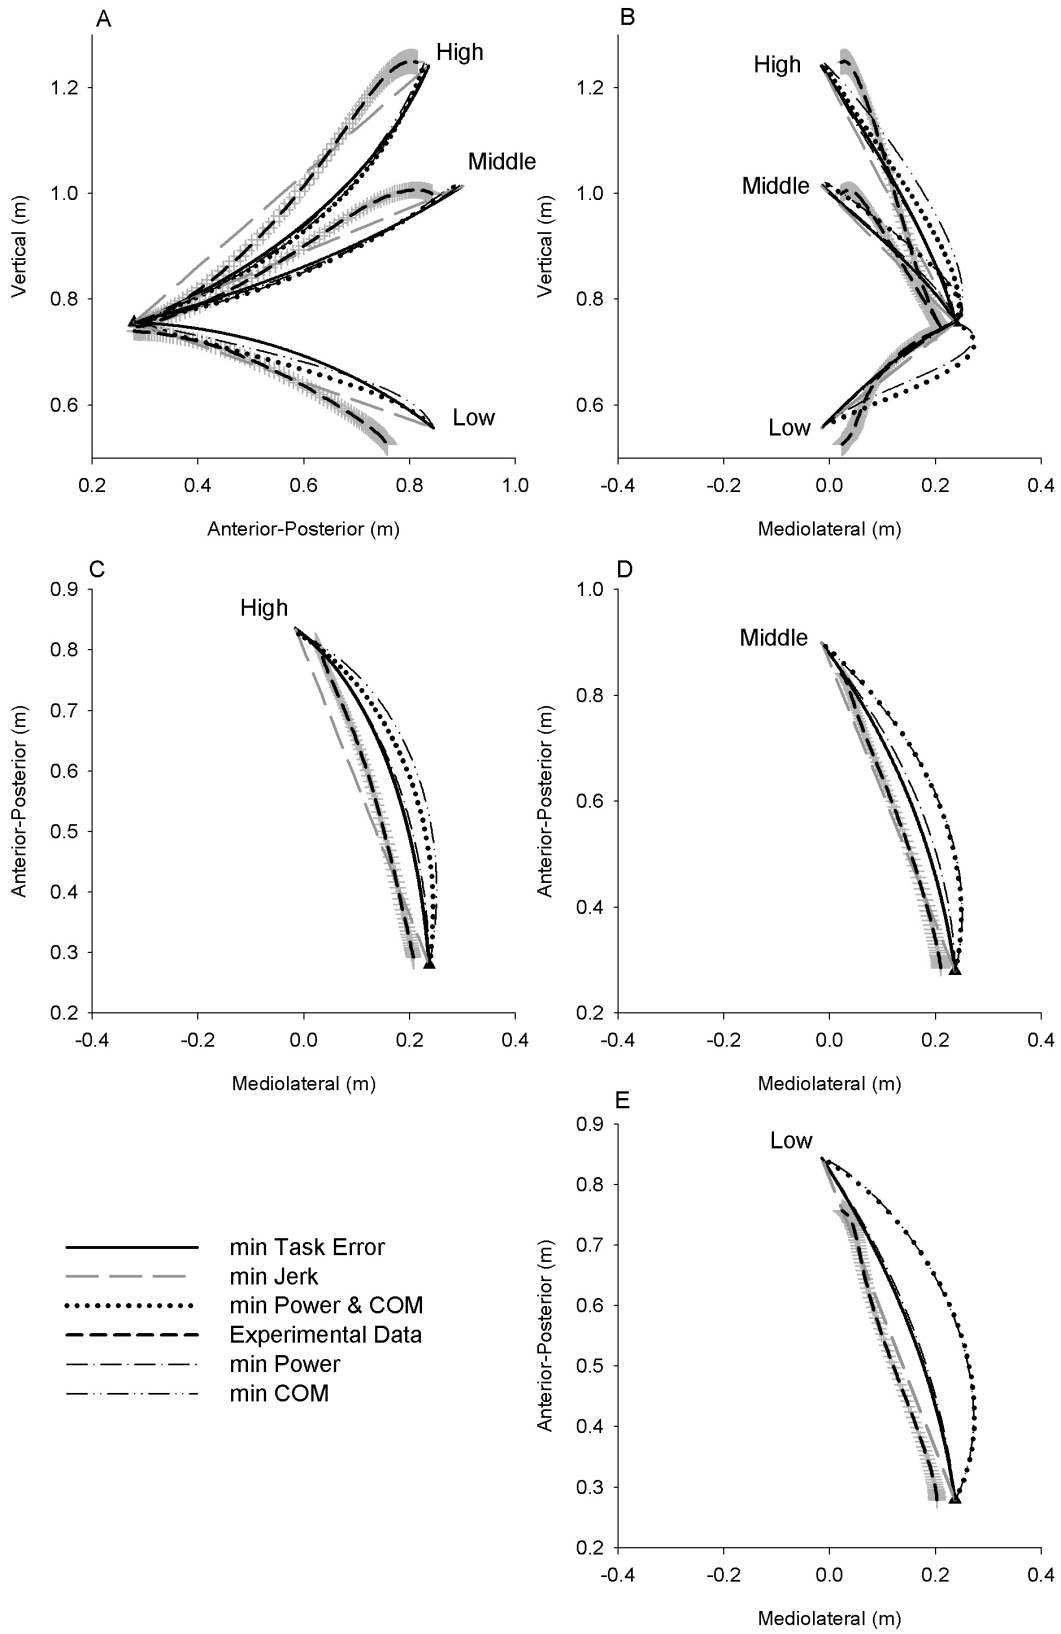 A
High
Middle
Low
1.2
1.0
0.8
0.6
Vertical (m)
0.2 0.4 0.6 0.8 1.0
Anterior-Posterior (m)
B
High
Middle
Low
1.2
1.0
0.8
0.6
Vertical (m)
-0.4 -0.2 0.0 0.2 0.4
Mediolateral (m)
C
High
0.9
0.8
0.7
0.6
0.5
0.4
0.3
0.2
Anterior-Posterior (m)
-0.4 -0.2 0.0 0.2 0.4
Mediolateral (m)
D
Middle
1.0
0.8
0.6
0.4
0.2
Anterior-Posterior (m)
-0.4 -0.2 0.0 0.2 0.4
Mediolateral (m)
E
Low
0.9
0.8
0.7
0.6
0.5
0.4
0.3
0.2
Anterior-Posterior (m)
-0.4 -0.2 0.0 0.2 0.4
Mediolateral (m)
min Task Error
min Jerk
min Power & COM
Experimental Data
min Power
min COM